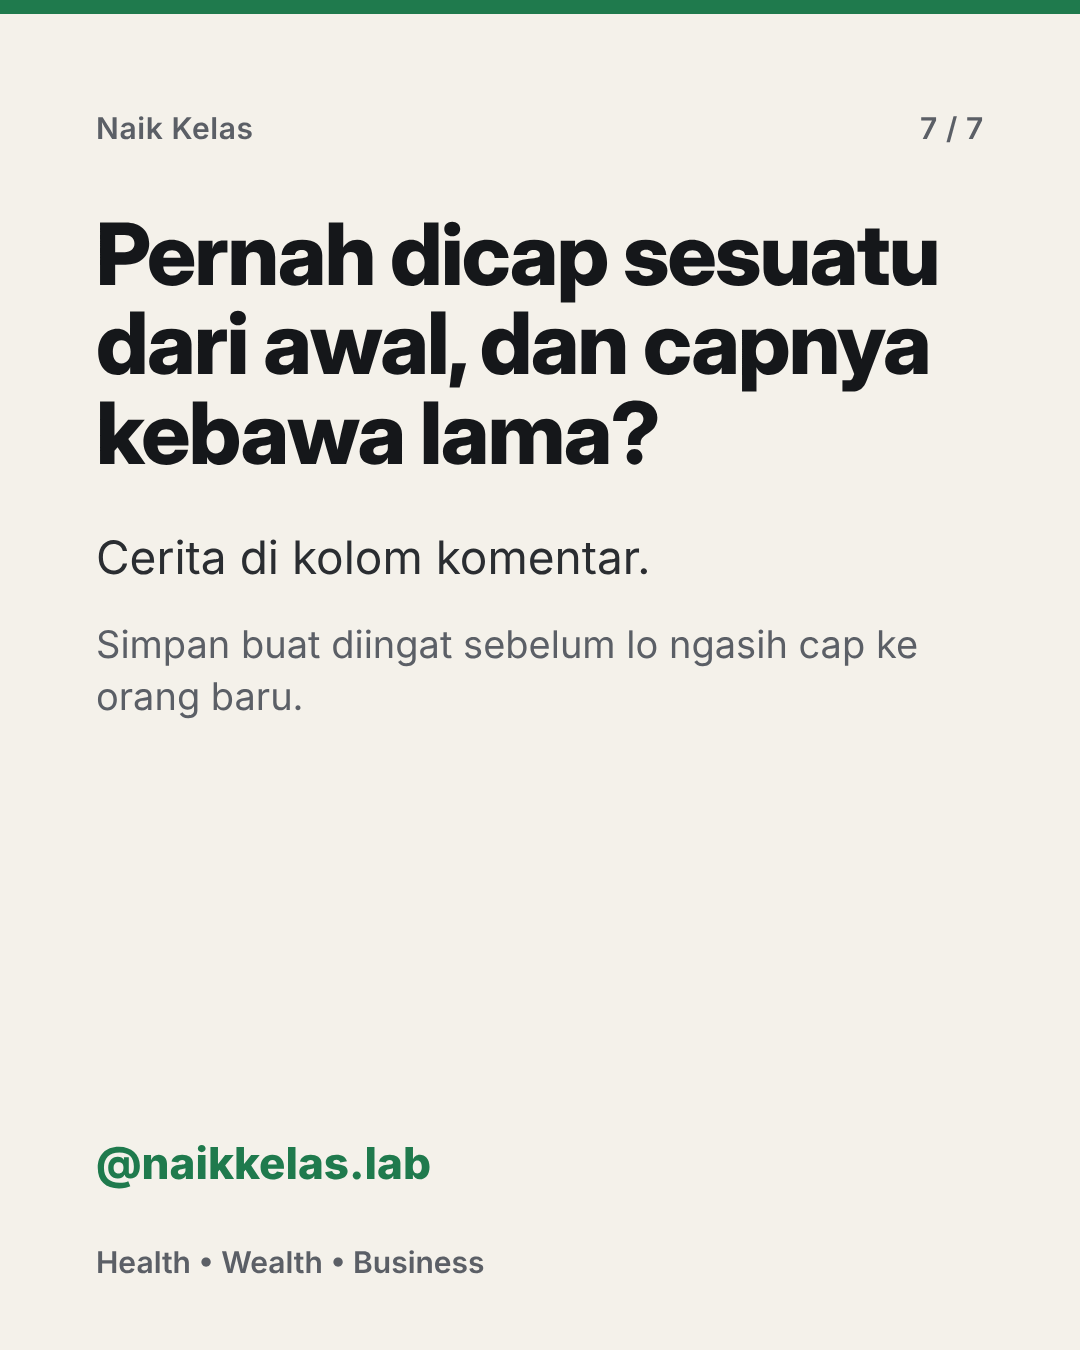 Naik Kelas
7 / 7
Pernah dicap sesuatu
dari awal, dan capnya
kebawa lama?
Cerita di kolom komentar.
Simpan buat diingat sebelum lo ngasih cap ke
orang baru.
@naikkelas.lab
Health • Wealth • Business